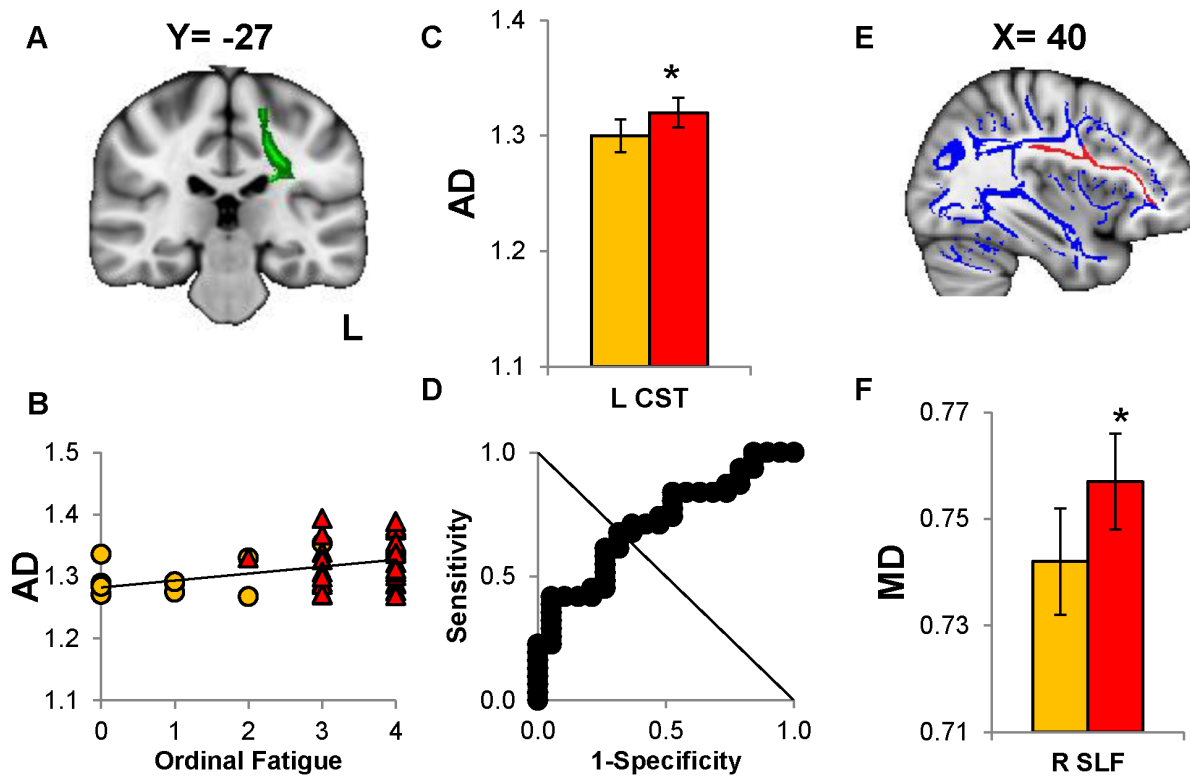 A
Y= -27
L
B
AD
1.5
1.4
1.3
1.2
1.1
0 1 2 3 4
Ordinal Fatigue
C
AD
1.4
1.3
1.2
1.1
*
L CST
D
Sensitivity
1.0
0.5
0.0
0.0 0.5 1.0
1-Specificity
E
X= 40
F
MD
0.77
0.75
0.73
0.71
*
R SLF